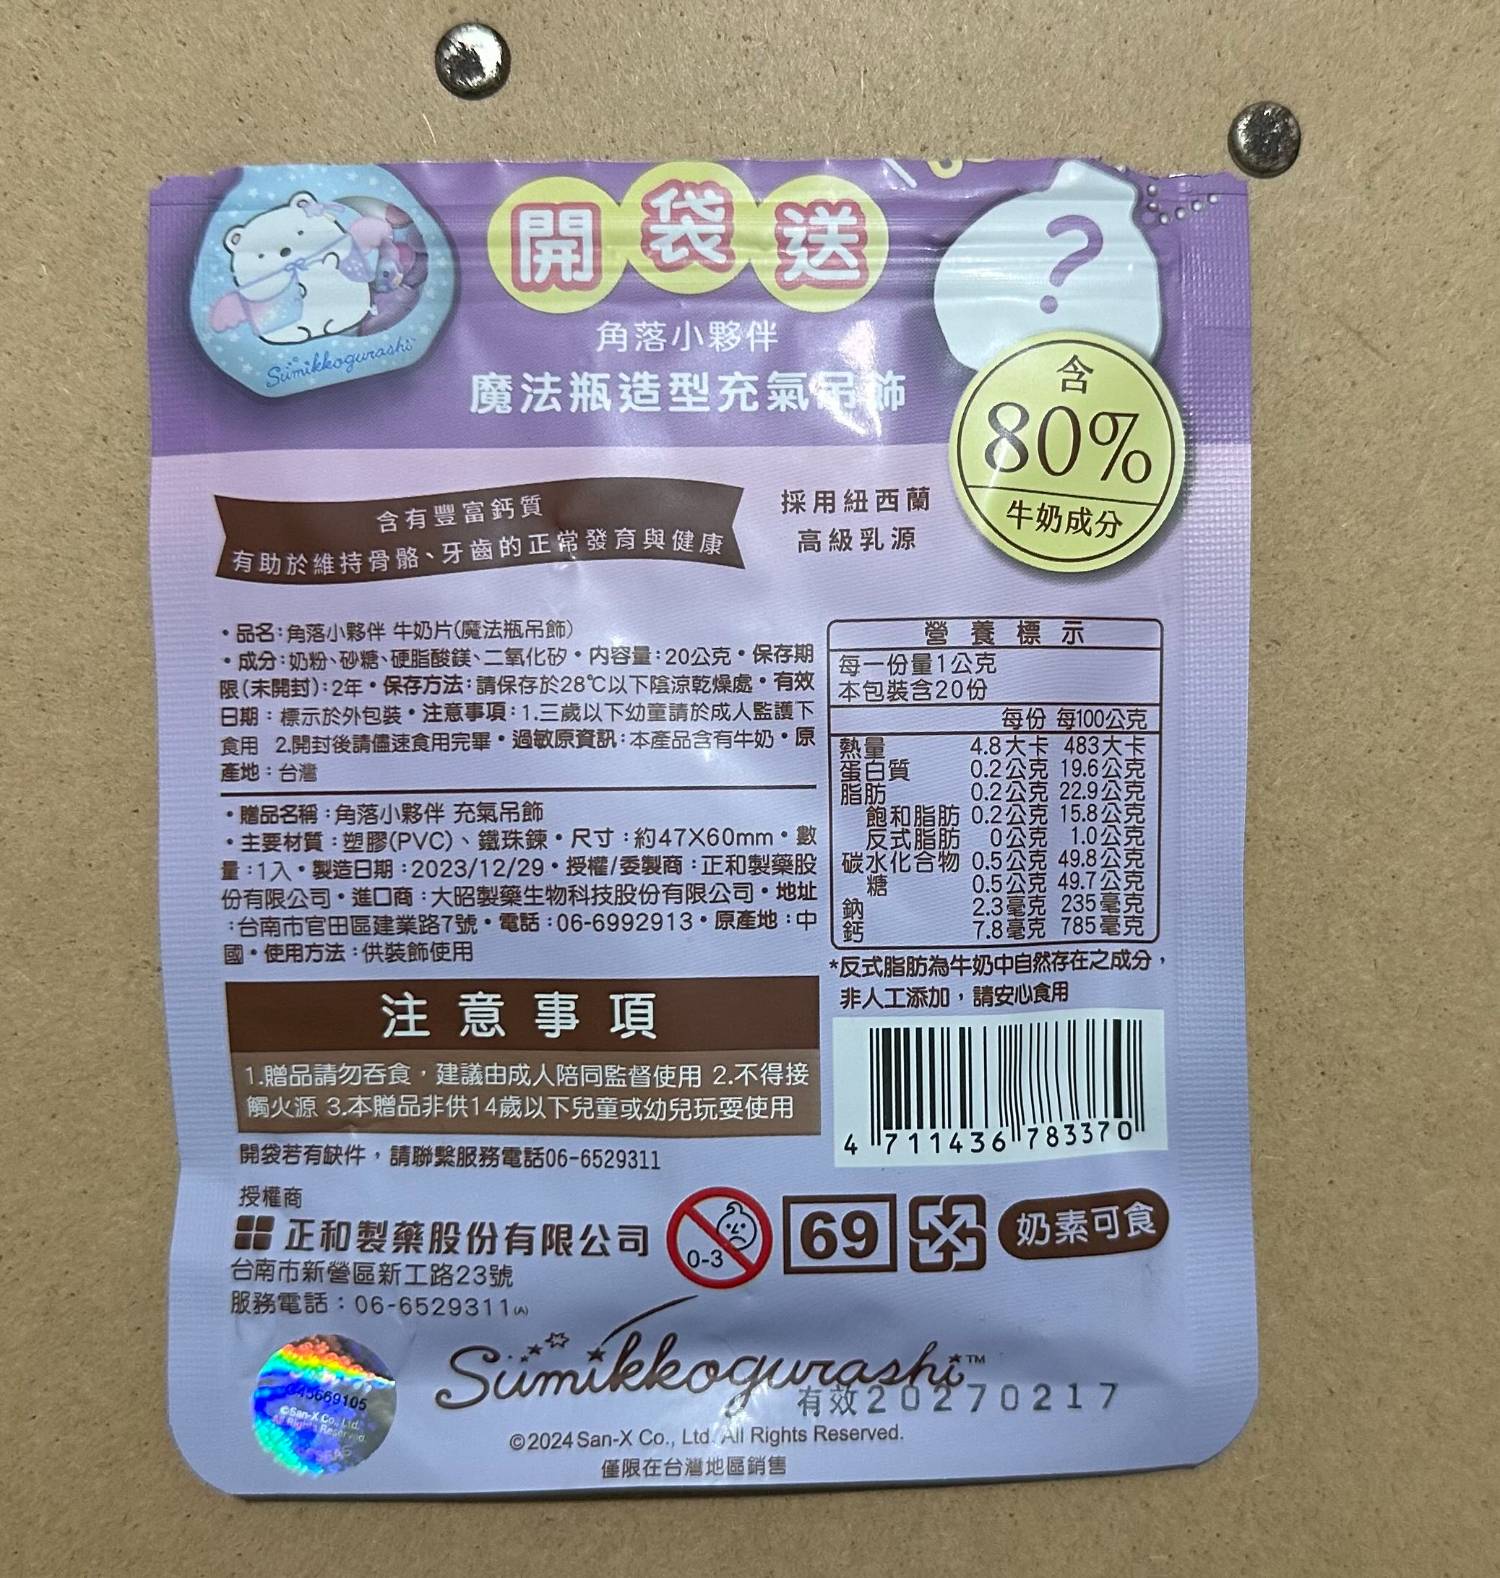 Sumikkogurashi
開袋送
?
角落小夥伴
魔法瓶造型充氣吊飾
含
80%
牛奶成分
含有豐富鈣質
有助於維持骨骼、牙齒的正常發育與健康
採用紐西蘭
高級乳源
•品名:角落小夥伴 牛奶片(魔法瓶吊飾)
•成分:奶粉、砂糖、硬脂酸鎂、二氧化矽•內容量:20公克•保存期
限(未開封):2年•保存方法:請保存於28℃以下陰涼乾燥處•有效
日期:標示於外包裝•注意事項:1.三歲以下幼童請於成人監護下
食用 2.開封後請儘速食用完畢•過敏原資訊:本產品含有牛奶•原
產地:台灣
•贈品名稱:角落小夥伴 充氣吊飾
•主要材質:塑膠(PVC)、鐵珠鍊•尺寸:約47X60mm•數
量:1入•製造日期:2023/12/29•授權/委製商:正和製藥股
份有限公司•進口商:大昭製藥生物科技股份有限公司•地址
:台南市官田區建業路7號•電話:06-6992913•原產地:中
國•使用方法:供裝飾使用
營養標示
每一份量1公克
本包裝含20份
每份 每100公克
熱量 4.8大卡 483大卡
蛋白質 0.2公克 19.6公克
脂肪 0.2公克 22.9公克
飽和脂肪 0.2公克 15.8公克
反式脂肪 0公克 1.0公克
碳水化合物 0.5公克 49.8公克
糖 0.5公克 49.7公克
鈉 2.3毫克 235毫克
鈣 7.8毫克 785毫克
*反式脂肪為牛奶中自然存在之成分,
非人工添加,請安心食用
注意事項
1.贈品請勿吞食,建議由成人陪同監督使用 2.不得接
觸火源 3.本贈品非供14歲以下兒童或幼兒玩耍使用
4 711436 783370
開袋若有缺件,請聯繫服務電話06-6529311
授權商
正和製藥股份有限公司
台南市新營區新工路23號
服務電話:06-6529311(A)
0-3
69
奶素可食
Sumikkogurashi™
有效20270217
©2024 San-X Co., Ltd. All Rights Reserved.
僅限在台灣地區銷售
45669105
©San-X Co., Ltd.
All Rights Reserved.